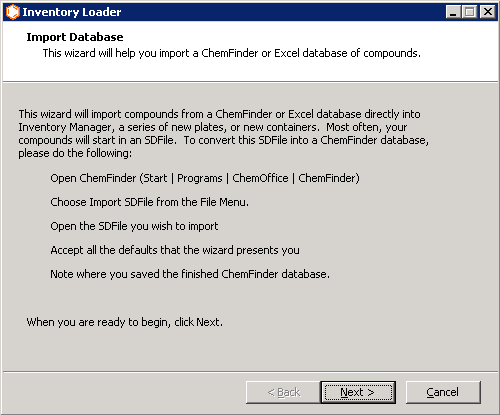 Inventory Loader
Import Database
This wizard will help you import a ChemFinder or Excel database of compounds.
This wizard will import compounds from a ChemFinder or Excel database directly into
Inventory Manager, a series of new plates, or new containers.  Most often, your
compounds will start in an SDFile.  To convert this SDFile into a ChemFinder database,
please do the following:
Open ChemFinder (Start | Programs | ChemOffice | ChemFinder)
Choose Import SDFile from the File Menu.
Open the SDFile you wish to import
Accept all the defaults that the wizard presents you
Note where you saved the finished ChemFinder database.
When you are ready to begin, click Next.
< Back
Next >
Cancel